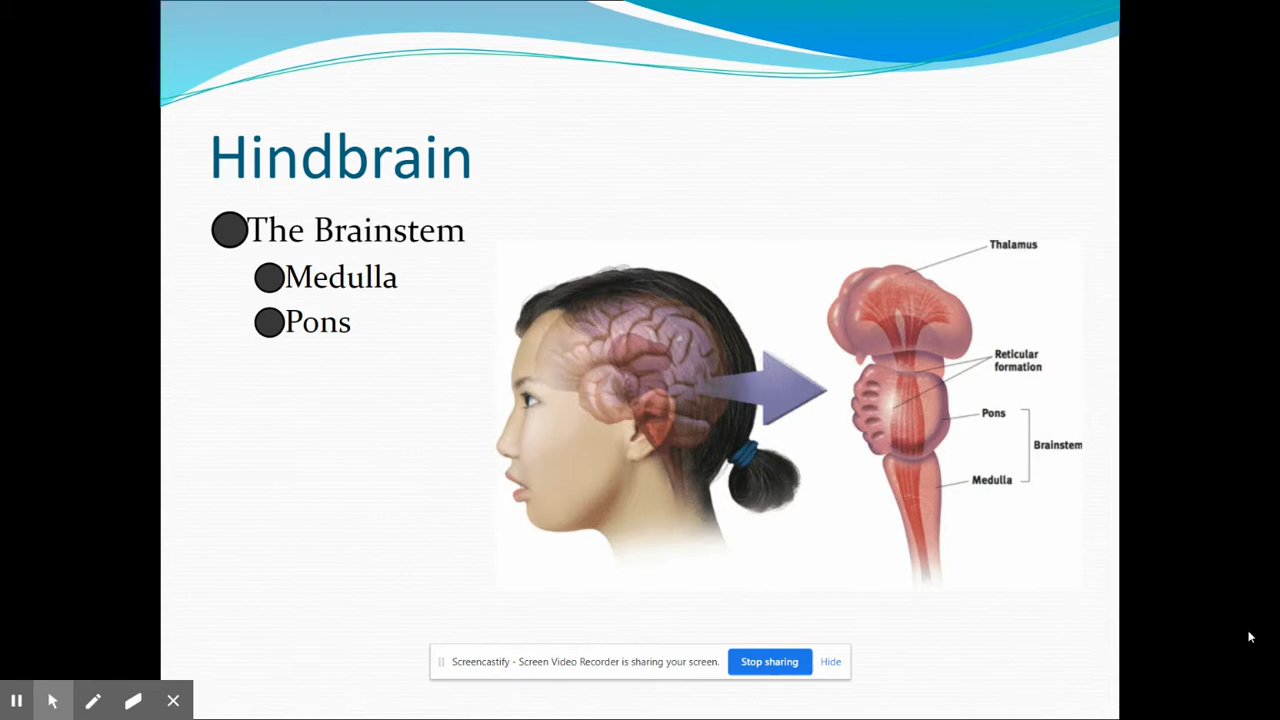 Hindbrain
The Brainstem
Medulla
Pons
Thalamus
Reticular
formation
Pons
Brainstem
Medulla
Screencastify - Screen Video Recorder is sharing your screen.
Stop sharing
Hide